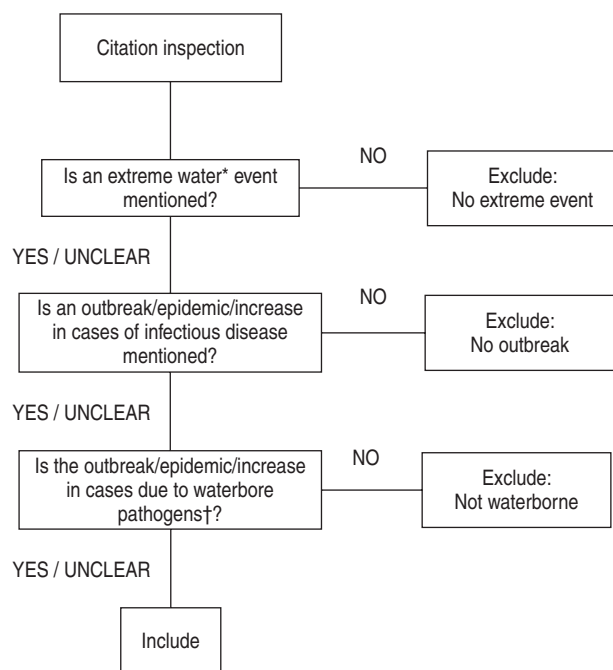 Citation inspection
Is an extreme water* event
mentioned?
NO
Exclude:
No extreme event
YES / UNCLEAR
Is an outbreak/epidemic/increase
in cases of infectious disease
mentioned?
NO
Exclude:
No outbreak
YES / UNCLEAR
Is the outbreak/epidemic/increase
in cases due to waterbore
pathogens†?
NO
Exclude:
Not waterborne
YES / UNCLEAR
Include